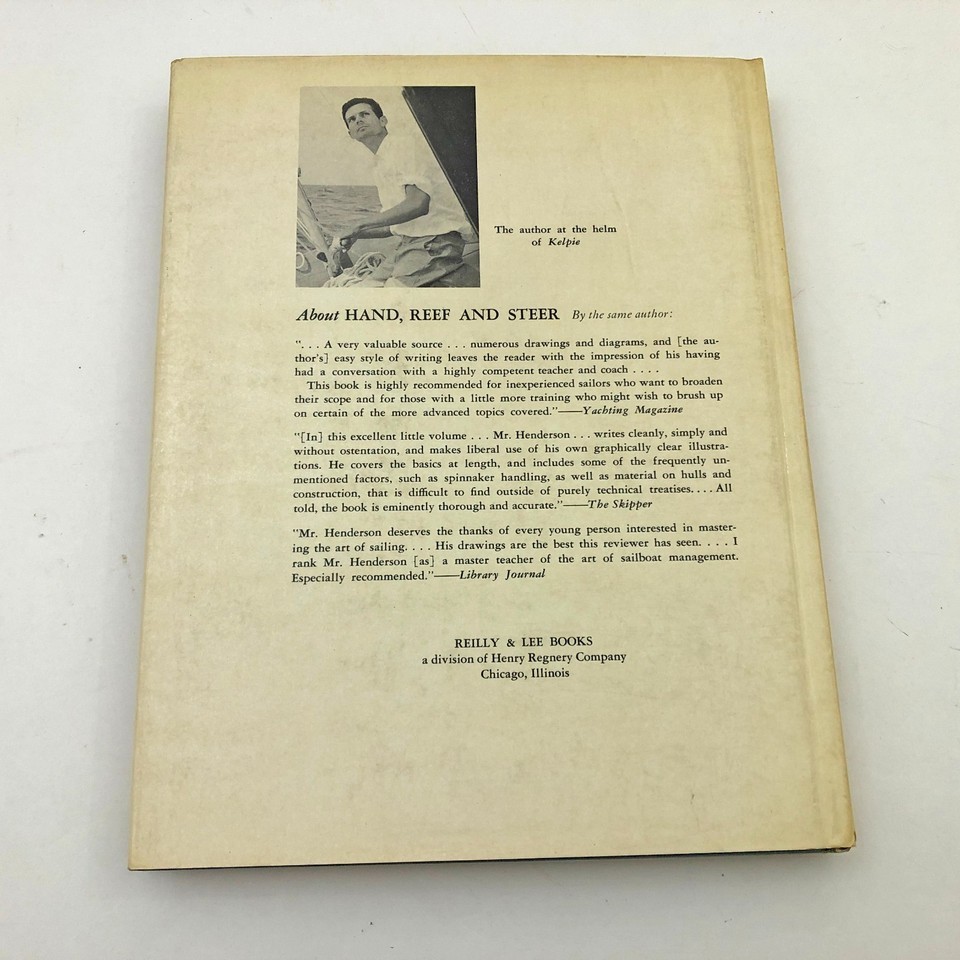 The author at the helm
of Kelpie
About HAND, REEF AND STEER By the same author:
". . . A very valuable source . . . numerous drawings and diagrams, and [the au-
thor's] easy style of writing leaves the reader with the impression of his having
had a conversation with a highly competent teacher and coach . . . .
This book is highly recommended for inexperienced sailors who want to broaden
their scope and for those with a little more training who might wish to brush up
on certain of the more advanced topics covered."——Yachting Magazine
"[In] this excellent little volume . . . Mr. Henderson . . . writes cleanly, simply and
without ostentation, and makes liberal use of his own graphically clear illustra-
tions. He covers the basics at length, and includes some of the frequently un-
mentioned factors, such as spinnaker handling, as well as material on hulls and
construction, that is difficult to find outside of purely technical treatises. . . . All
told, the book is eminently thorough and accurate."——The Skipper
"Mr. Henderson deserves the thanks of every young person interested in master-
ing the art of sailing. . . . His drawings are the best this reviewer has seen. . . . I
rank Mr. Henderson [as] a master teacher of the art of sailboat management.
Especially recommended."——Library Journal
REILLY & LEE BOOKS
a division of Henry Regnery Company
Chicago, Illinois